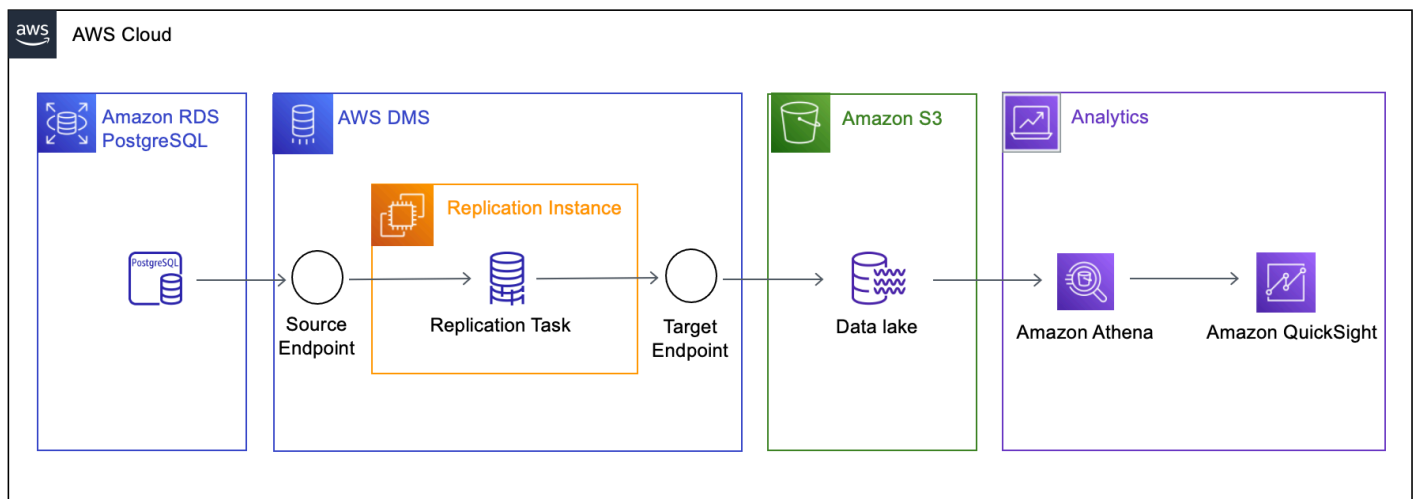 aws
AWS Cloud
Amazon RDS
PostgreSQL
AWS DMS
Amazon S3
Analytics
Replication Instance
PostgreSQL
Source
Endpoint
Replication Task
Target
Endpoint
Data lake
Amazon Athena
Amazon QuickSight